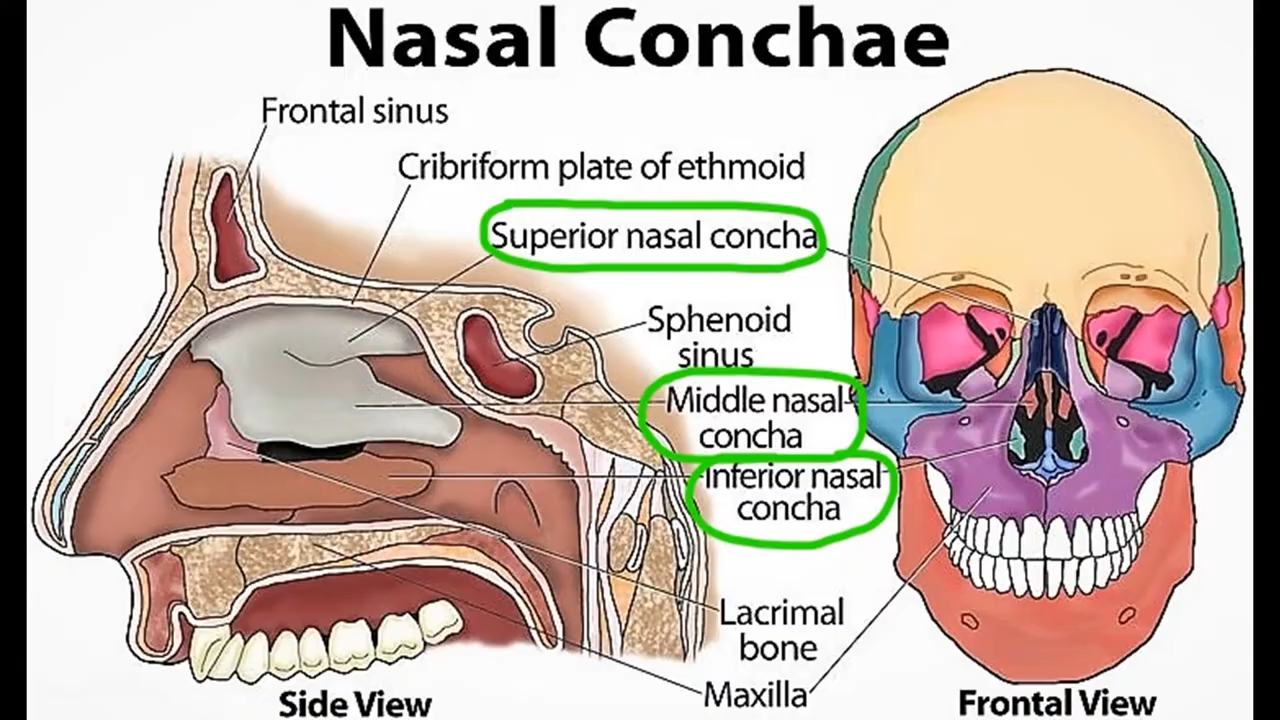 Nasal Conchae
Frontal sinus
Cribriform plate of ethmoid
Superior nasal concha
Sphenoid
sinus
Middle nasal
concha
Inferior nasal
concha
Lacrimal
bone
Maxilla
Side View
Frontal View